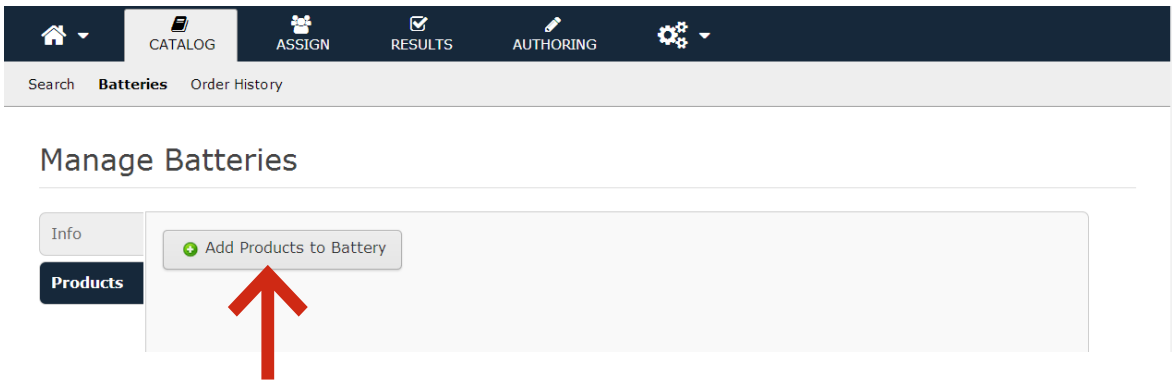 CATALOG ASSIGN RESULTS AUTHORING
Search Batteries Order History
Manage Batteries
Info
Add Products to Battery
Products